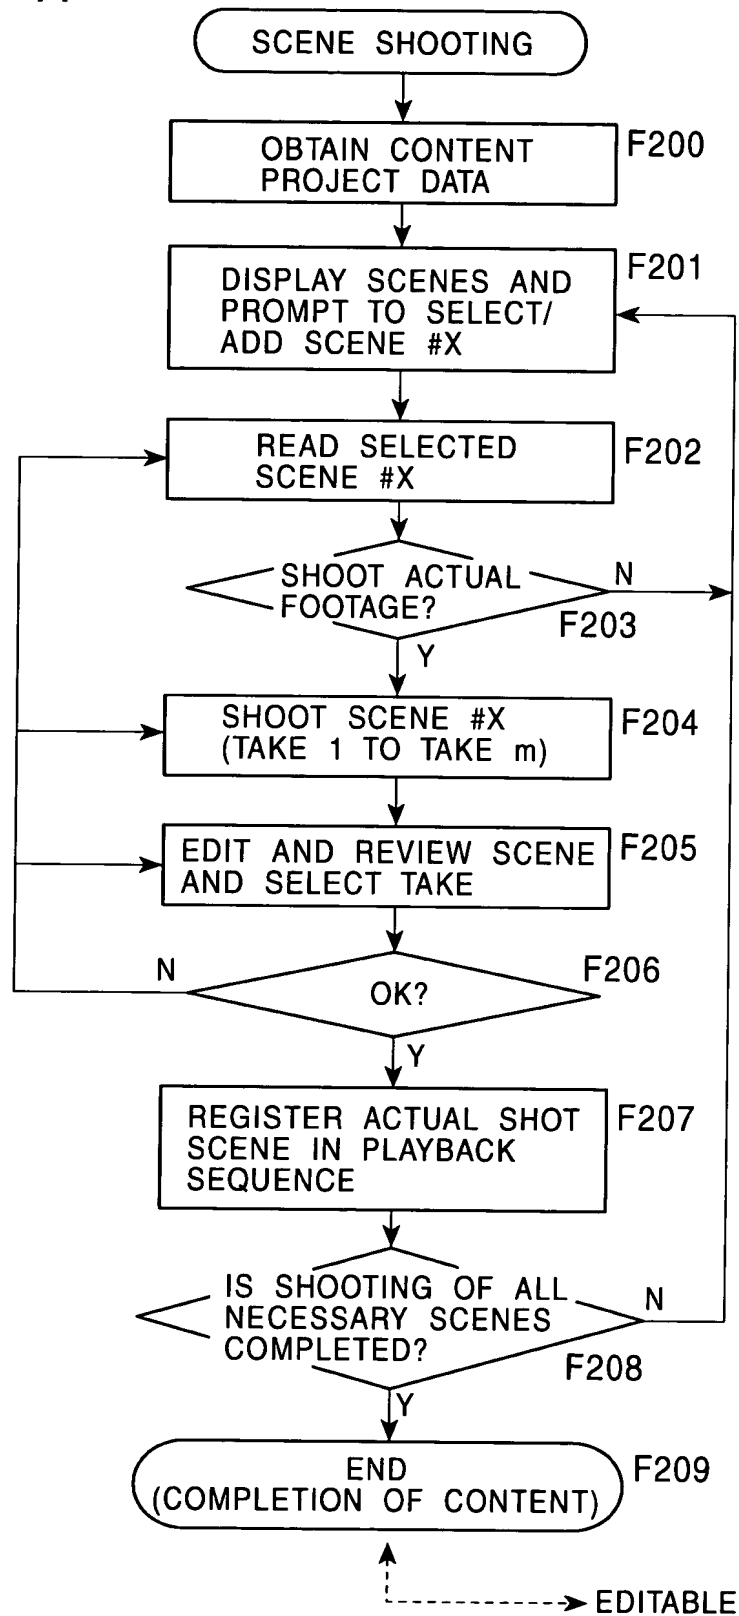 SCENE SHOOTING
OBTAIN CONTENT
PROJECT DATA
F200
DISPLAY SCENES AND
PROMPT TO SELECT/
ADD SCENE #X
F201
READ SELECTED
SCENE #X
F202
SHOOT ACTUAL
FOOTAGE?
N
F203
Y
SHOOT SCENE #X
(TAKE 1 TO TAKE m)
F204
EDIT AND REVIEW SCENE
AND SELECT TAKE
F205
N
OK?
F206
Y
REGISTER ACTUAL SHOT
SCENE IN PLAYBACK
SEQUENCE
F207
IS SHOOTING OF ALL
NECESSARY SCENES
COMPLETED?
N
F208
Y
END
(COMPLETION OF CONTENT)
F209
EDITABLE